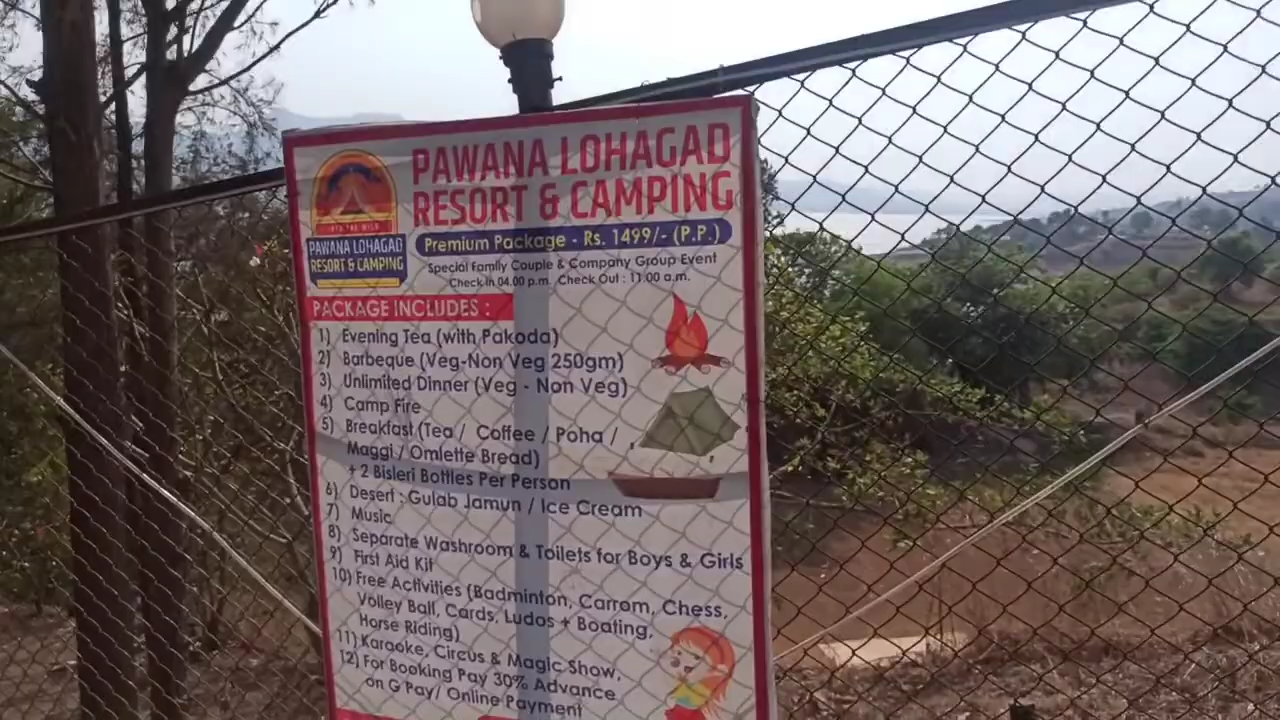 PAWANA LOHAGAD
RESORT & CAMPING
INTO THE WILD
PAWANA LOHAGAD
RESORT & CAMPING
Premium Package - Rs. 1499/- (P.P.)
Special Family Couple & Company Group Event
Check in 04.00 p.m. Check Out : 11.00 a.m.
PACKAGE INCLUDES :
1) Evening Tea (with Pakoda)
2) Barbeque (Veg-Non Veg 250gm)
3) Unlimited Dinner (Veg - Non Veg)
4) Camp Fire
5) Breakfast (Tea / Coffee / Poha /
Maggi / Omlette Bread)
+ 2 Bisleri Bottles Per Person
6) Desert : Gulab Jamun / Ice Cream
7) Music
8) Separate Washroom & Toilets for Boys & Girls
9) First Aid Kit
10) Free Activities (Badminton, Carrom, Chess,
Volley Ball, Cards, Ludos + Boating,
Horse Riding)
11) Karaoke, Circus & Magic Show,
12) For Booking Pay 30% Advance
on G Pay/ Online Payment